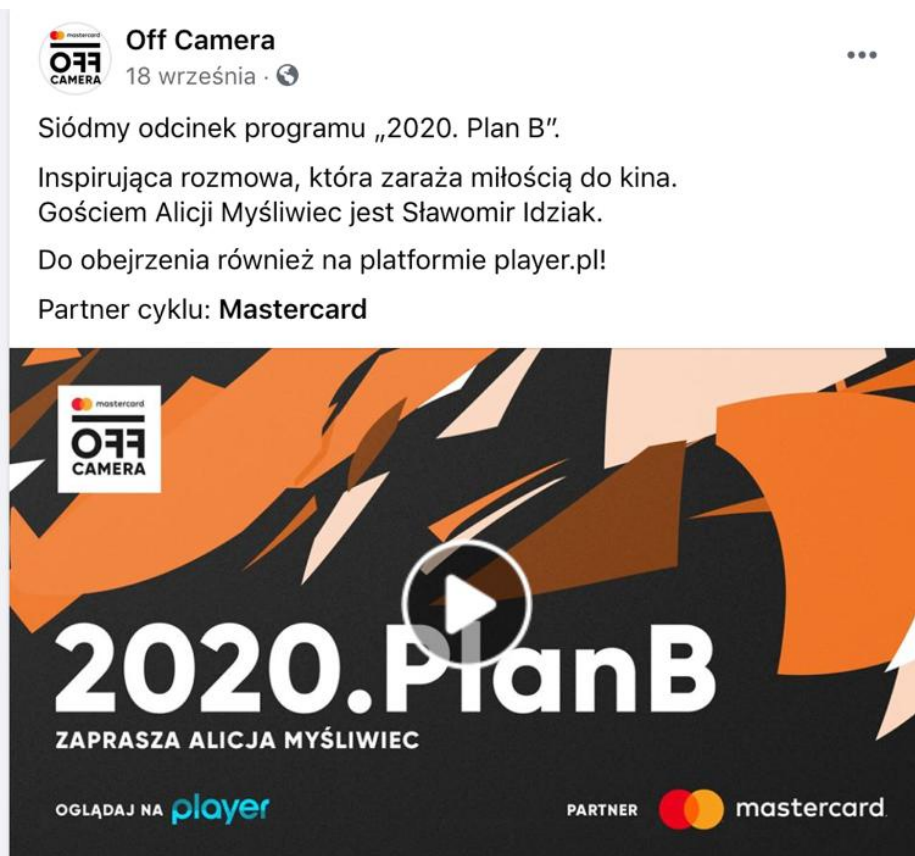 mastercard
OFF
CAMERA
Off Camera
18 września ·
Siódmy odcinek programu „2020. Plan B”.
Inspirująca rozmowa, która zaraża miłością do kina.
Gościem Alicji Myśliwiec jest Sławomir Idziak.
Do obejrzenia również na platformie player.pl!
Partner cyklu: Mastercard
mastercard
OFF
CAMERA
2020.PlanB
ZAPRASZA ALICJA MYŚLIWIEC
OGLĄDAJ NA player
PARTNER mastercard